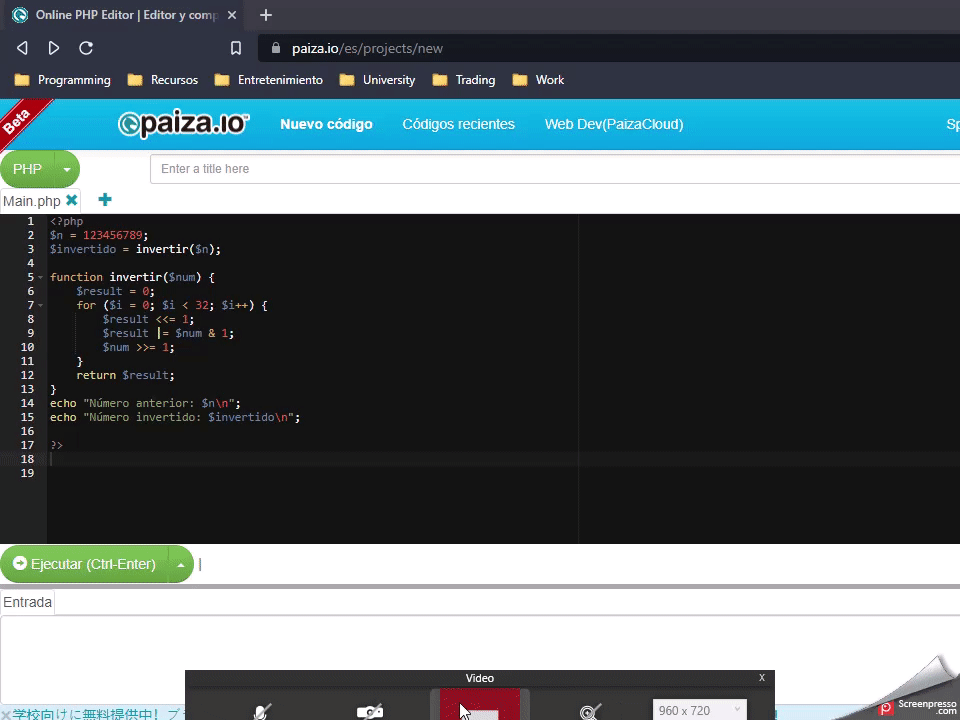 Online PHP Editor | Editor y comp
paiza.io/es/projects/new
Programming Recursos Entretenimiento University Trading Work
Beta
paiza.io™ Nuevo código Códigos recientes Web Dev(PaizaCloud) Sp
PHP Enter a title here
Main.php
1 <?php
2 $n = 123456789;
3 $invertido = invertir($n);
4
5 function invertir($num) {
6 $result = 0;
7 for ($i = 0; $i < 32; $i++) {
8 $result <<= 1;
9 $result |= $num & 1;
10 $num >>= 1;
11 }
12 return $result;
13 }
14 echo "Número anterior: $n\n";
15 echo "Número invertido: $invertido\n";
16
17 ?>
18
19
Ejecutar (Ctrl-Enter)
Entrada
Video X
960 x 720
学校向けに無料提供中! ブラ
Screenpresso
.com